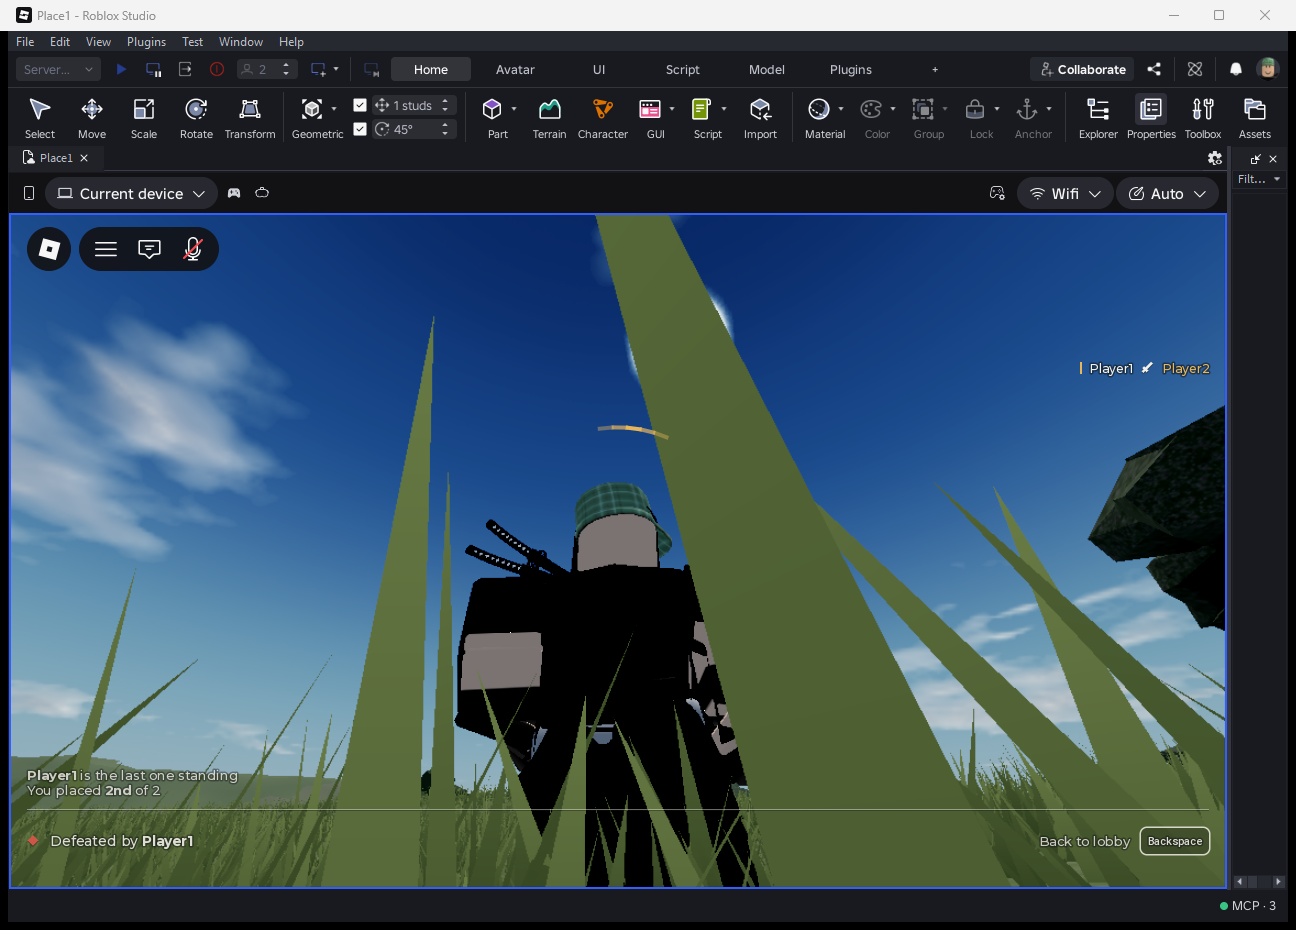 Place1 - Roblox Studio
File Edit View Plugins Test Window Help
Server... 2 Home Avatar UI Script Model Plugins + Collaborate
1 studs
45°
Select Move Scale Rotate Transform Geometric Part Terrain Character GUI Script Import Material Color Group Lock Anchor Explorer Properties Toolbox Assets
Place1
Filt...
Current device Wifi Auto
Player1 Player2
Player1 is the last one standing
You placed 2nd of 2
Defeated by Player1
Back to lobby Backspace
MCP · 3